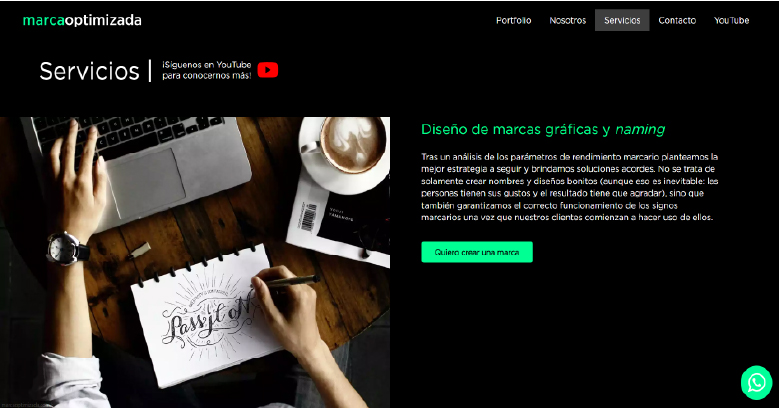 marcaoptimizada
Portfolio
Nosotros
Servicios
Contacto
YouTube
Servicios
¡Síguenos en YouTube
para conocernos más!
Diseño de marcas gráficas y naming
Tras un análisis de los parámetros de rendimiento marcario planteamos la
mejor estrategia a seguir y brindamos soluciones acordes. No se trata de
solamente crear nombres y diseños bonitos (aunque eso es inevitable: las
personas tienen sus gustos y el resultado tiene que agradar), sino que
también garantizamos el correcto funcionamiento de los signos
marcarios una vez que nuestros clientes comienzan a hacer uso de ellos.
Quiero crear una marca